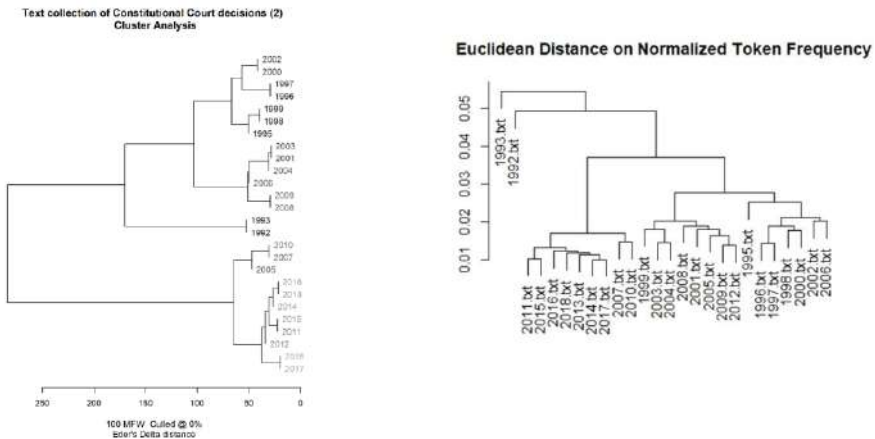 Text collection of Constitutional Court decisions (2)
Cluster Analysis
2002
2000
1997
1996
1999
1998
1995
2003
2001
2004
1993
1992
2010
2007
2014
2011
2012
2017
250
200
150
100
50
0
100 MFW Culled @ 0%
Eder's Delta distance
Euclidean Distance on Normalized Token Frequency
0.05
0.04
0.03
0.02
0.01
1993.txt
1992.txt
2011.txt
2015.txt
2016.txt
2018.txt
2013.txt
2014.txt
2017.txt
2007.txt
2010.txt
1999.txt
2003.txt
2004.txt
2008.txt
2001.txt
2005.txt
2009.txt
2012.txt
1995.txt
1996.txt
1997.txt
1998.txt
2000.txt
2002.txt
2006.txt